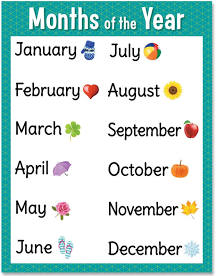 Months of the Year
January
February
March
April
May
June
July
August
September
October
November
December